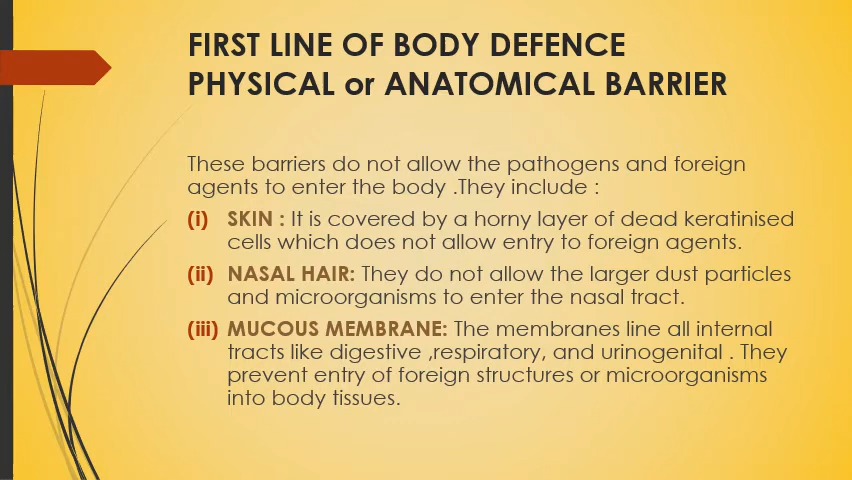 FIRST LINE OF BODY DEFENCE
PHYSICAL or ANATOMICAL BARRIER
These barriers do not allow the pathogens and foreign
agents to enter the body .They include :
(i) SKIN : It is covered by a horny layer of dead keratinised
cells which does not allow entry to foreign agents.
(ii) NASAL HAIR: They do not allow the larger dust particles
and microorganisms to enter the nasal tract.
(iii) MUCOUS MEMBRANE: The membranes line all internal
tracts like digestive ,respiratory, and urinogenital . They
prevent entry of foreign structures or microorganisms
into body tissues.